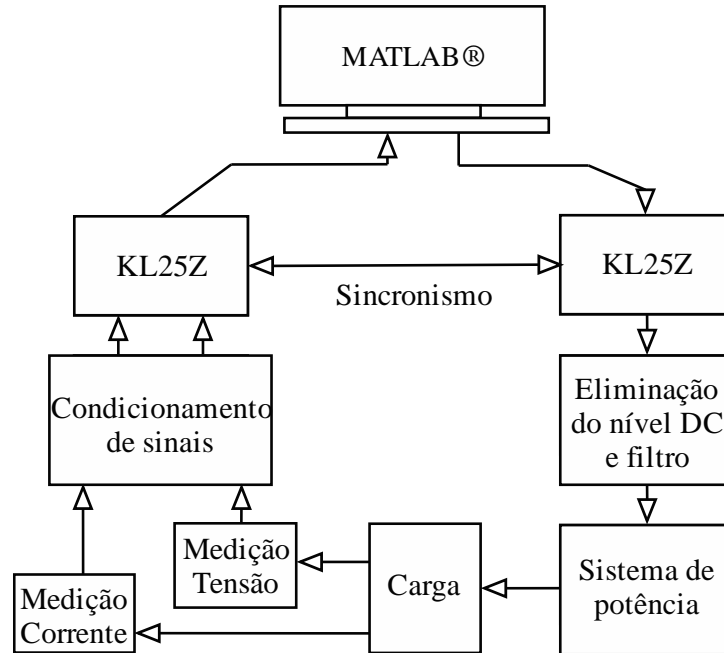 MATLAB®
KL25Z
KL25Z
Sincronismo
Condicionamento
de sinais
Eliminação
do nível DC
e filtro
Medição
Tensão
Carga
Sistema de
potência
Medição
Corrente